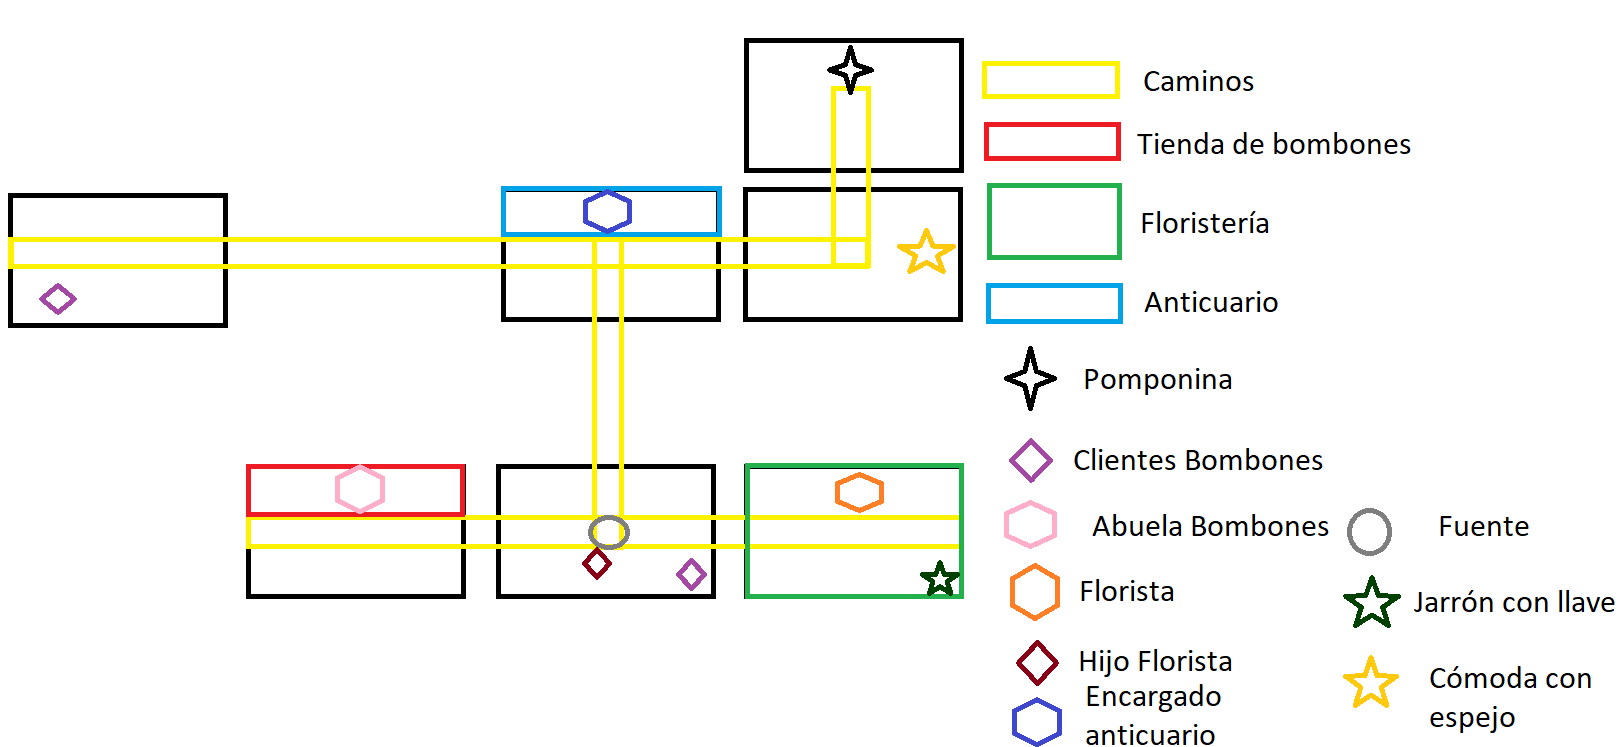 Caminos
Tienda de bombones
Floristería
Anticuario
Pomponina
Clientes Bombones
Abuela Bombones
Fuente
Florista
Jarrón con llave
Hijo Florista
Encargado
anticuario
Cómoda con
espejo